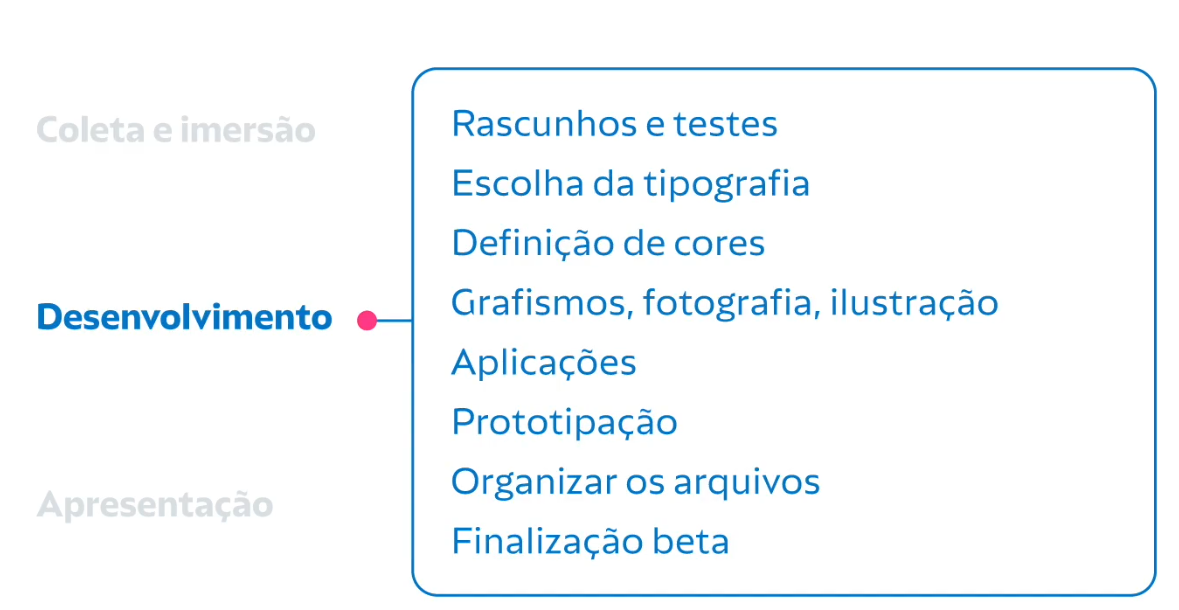 Coleta e imersão
Desenvolvimento
Apresentação
Rascunhos e testes
Escolha da tipografia
Definição de cores
Grafismos, fotografia, ilustração
Aplicações
Prototipação
Organizar os arquivos
Finalização beta